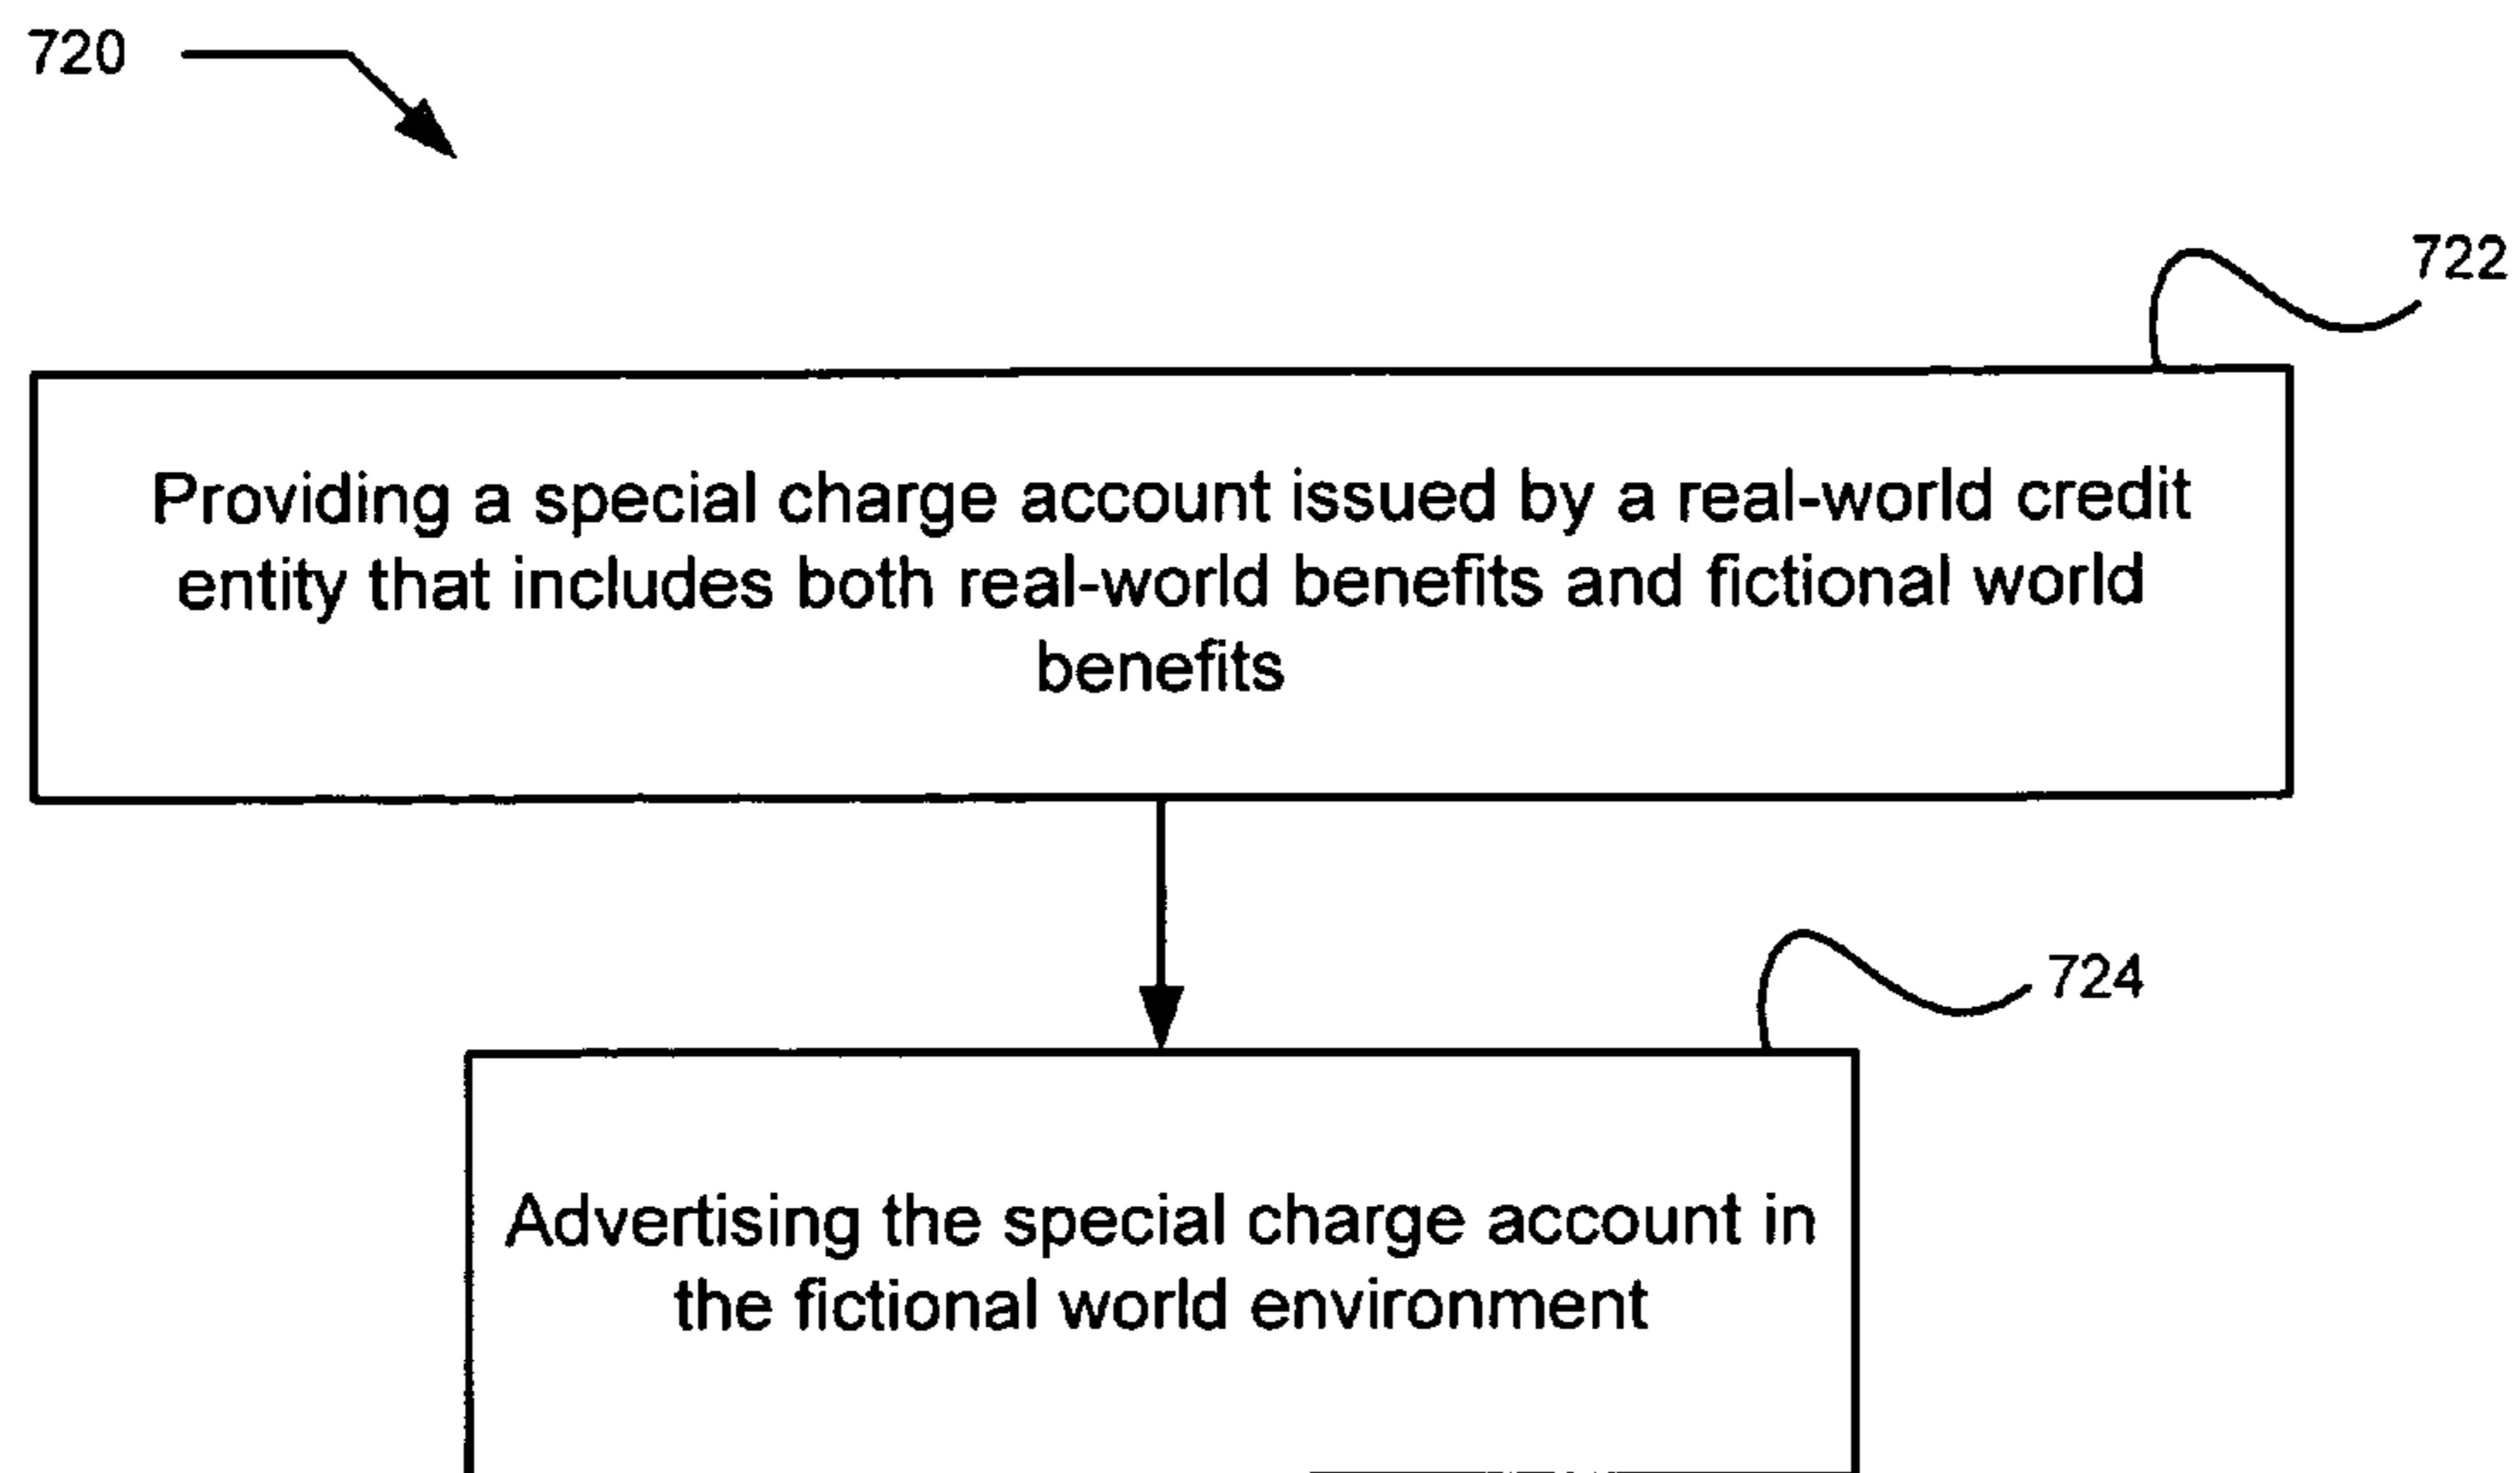 720
722
Providing a special charge account issued by a real-world credit
entity that includes both real-world benefits and fictional world
benefits
724
Advertising the special charge account in
the fictional world environment